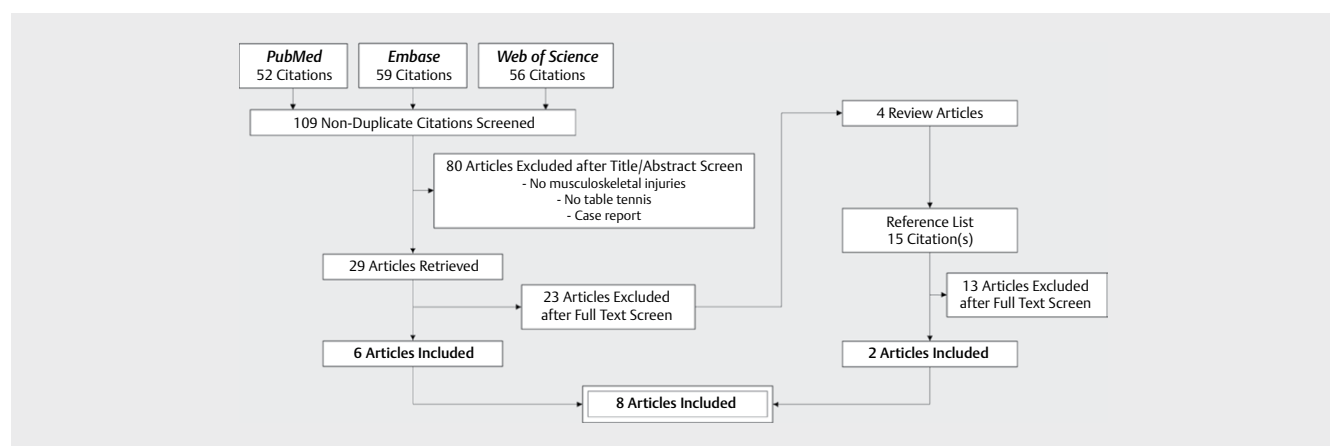 PubMed
52 Citations
Embase
59 Citations
Web of Science
56 Citations
109 Non-Duplicate Citations Screened
80 Articles Excluded after Title/Abstract Screen
- No musculoskeletal injuries
- No table tennis
- Case report
29 Articles Retrieved
23 Articles Excluded
after Full Text Screen
6 Articles Included
4 Review Articles
Reference List
15 Citation(s)
13 Articles Excluded
after Full Text Screen
2 Articles Included
8 Articles Included